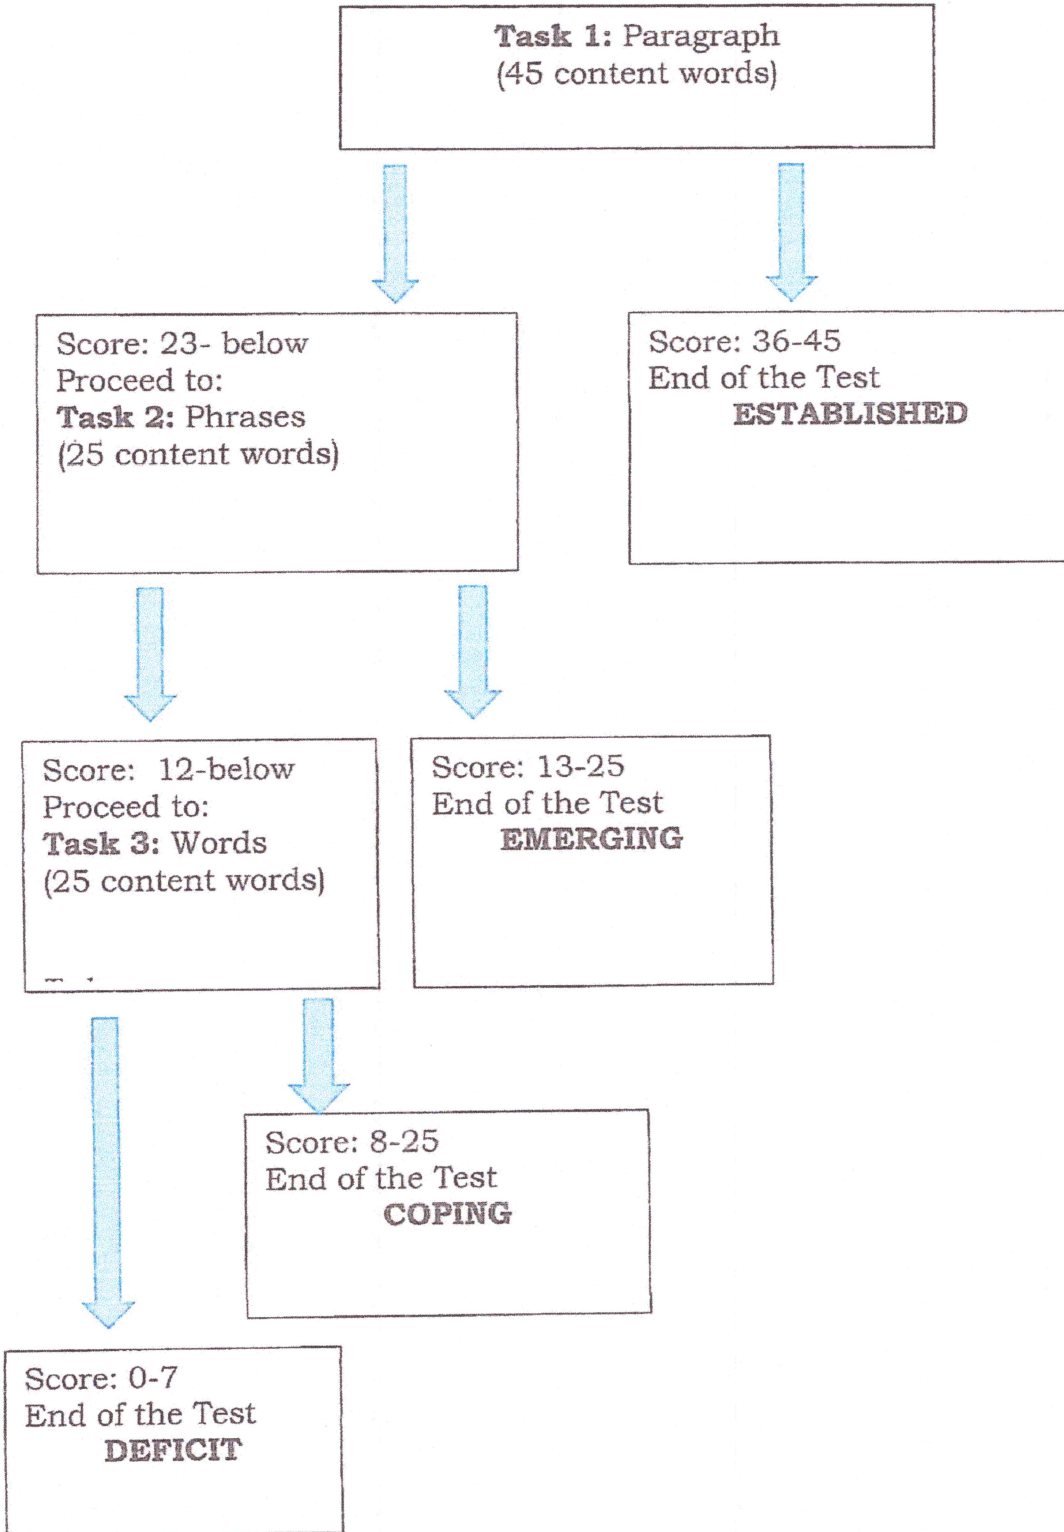 Task 1: Paragraph
(45 content words)
Score: 23- below
Proceed to:
Task 2: Phrases
(25 content words)
Score: 36-45
End of the Test
ESTABLISHED
Score: 12-below
Proceed to:
Task 3: Words
(25 content words)
Score: 13-25
End of the Test
EMERGING
Score: 8-25
End of the Test
COPING
Score: 0-7
End of the Test
DEFICIT